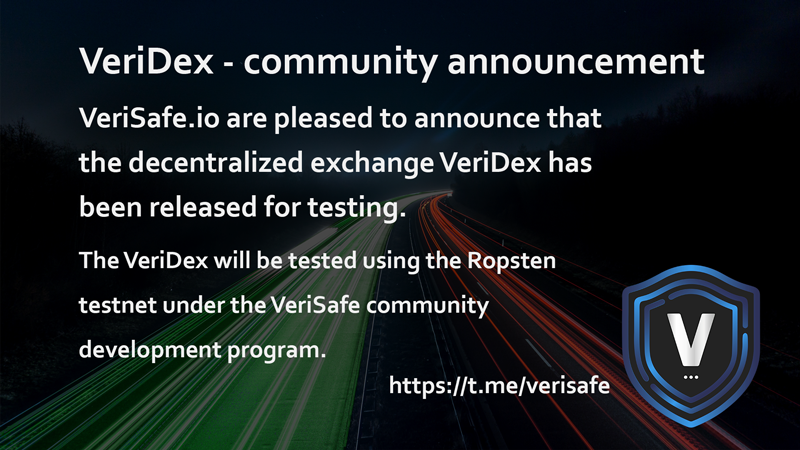 VeriDex - community announcement
VeriSafe.io are pleased to announce that
the decentralized exchange VeriDex has
been released for testing.
The VeriDex will be tested using the Ropsten
testnet under the VeriSafe community
development program.
https://t.me/verisafe
V